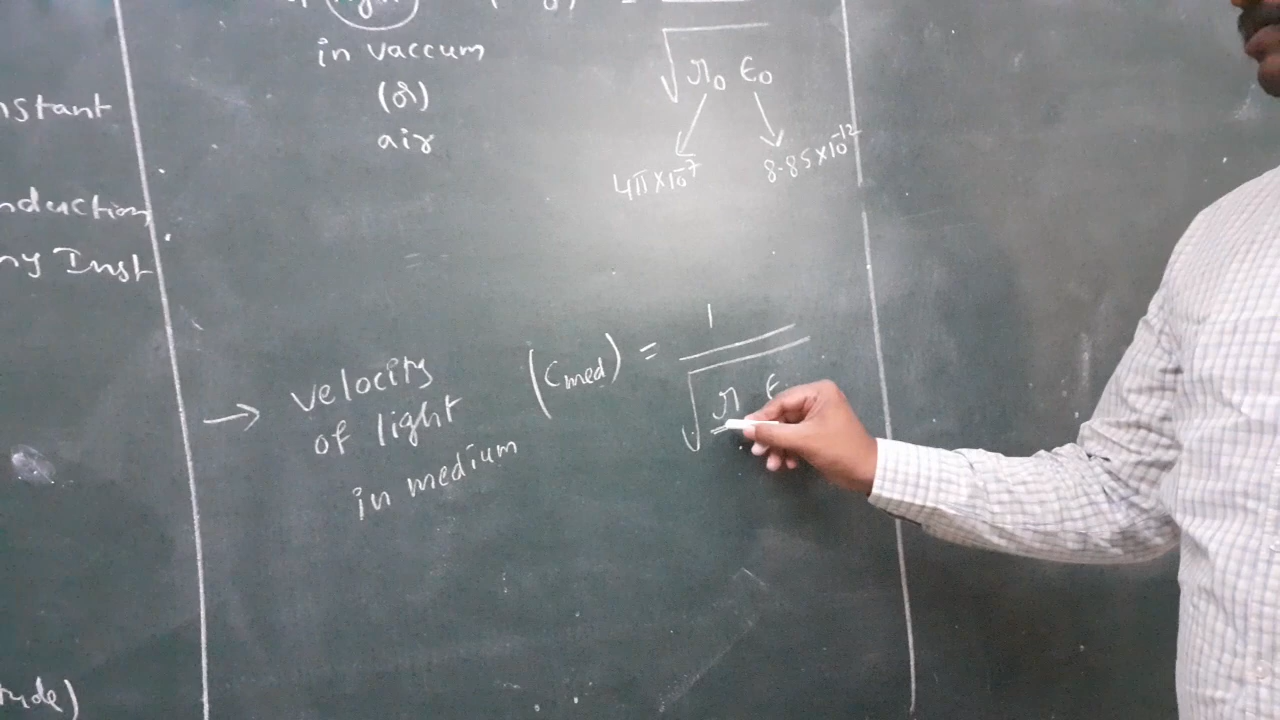 in vaccum
(or)
air
√μ₀ ε₀
4π×10⁻⁷
8.85×10⁻¹²
nstant
nduction
ny Inst
→ velocity
of light
in medium
(Cmed) = 1
√μ ε
tude)